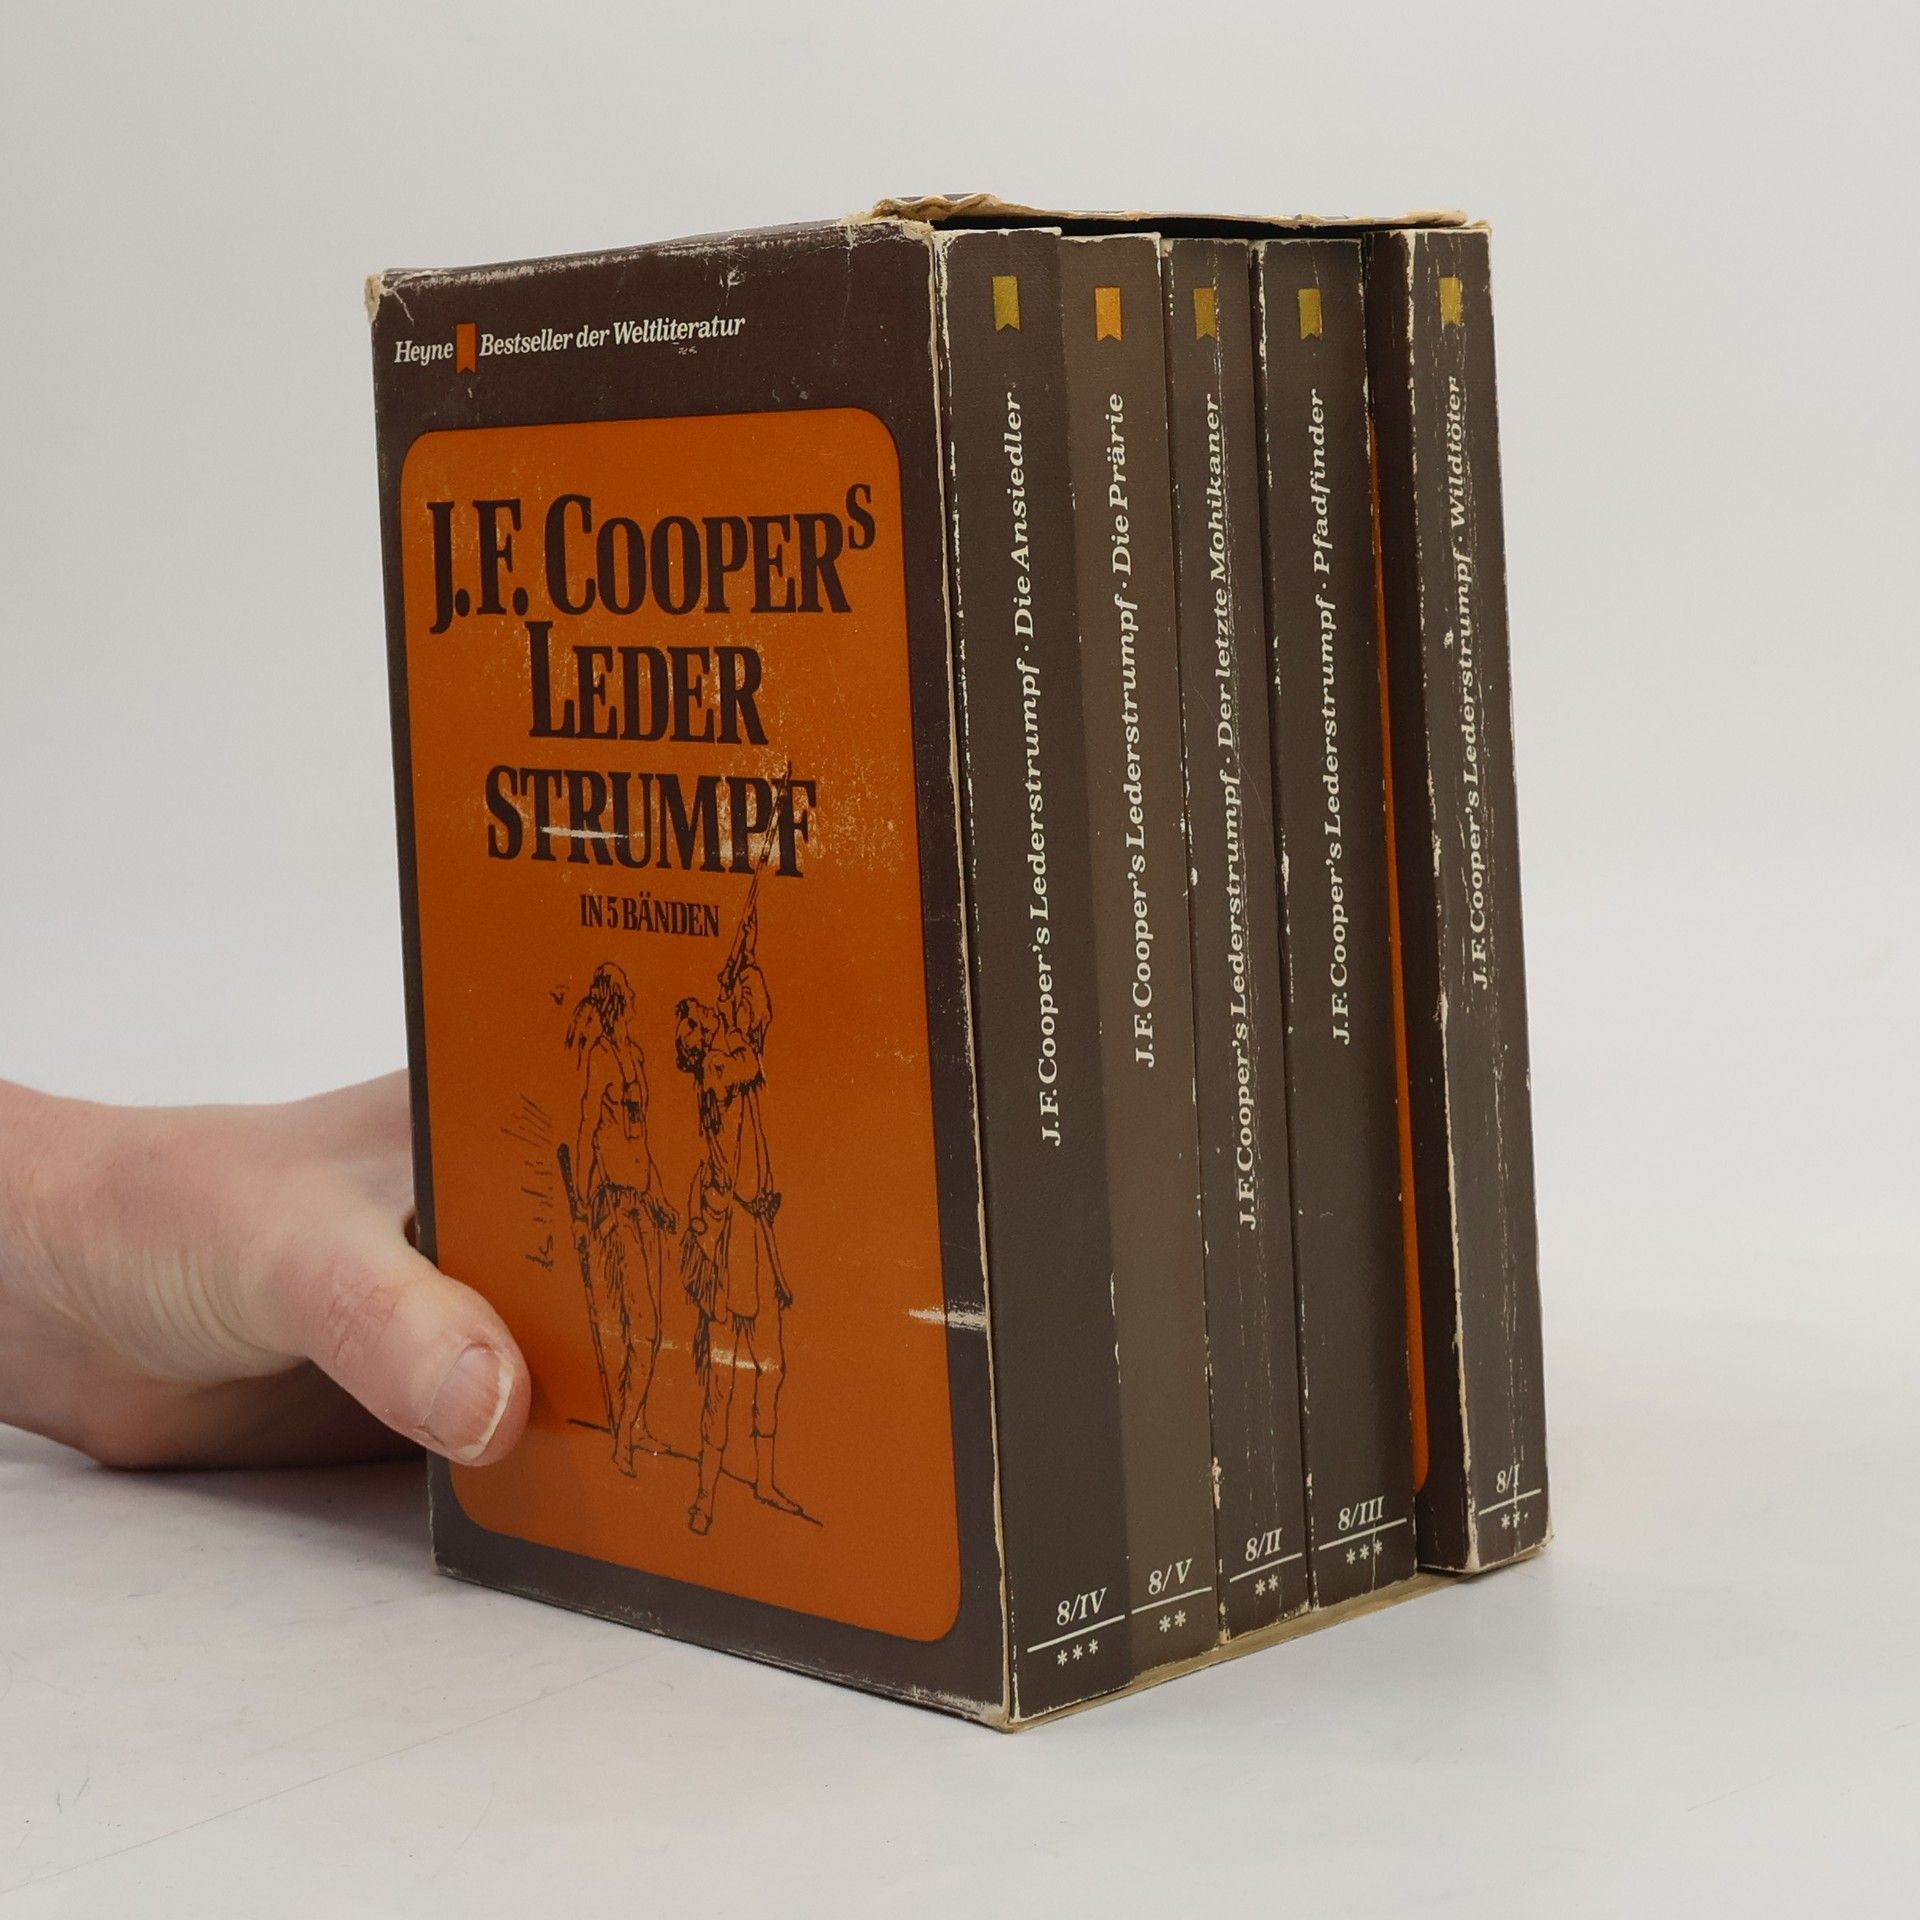 Heyne Bestseller der Weltliteratur
J.F. COOPERS
LEDER
STRUMPF
IN 5 BÄNDEN
J.F. Cooper's Lederstrumpf · Die Ansiedler
8/IV
***
J.F. Cooper's Lederstrumpf · Die Prärie
8/V
**
J.F. Cooper's Lederstrumpf · Der letzte Mohikaner
8/II
**
J.F. Cooper's Lederstrumpf · Pfadfinder
8/III
***
J.F. Cooper's Lederstrumpf · Wildtöter
8/I
**